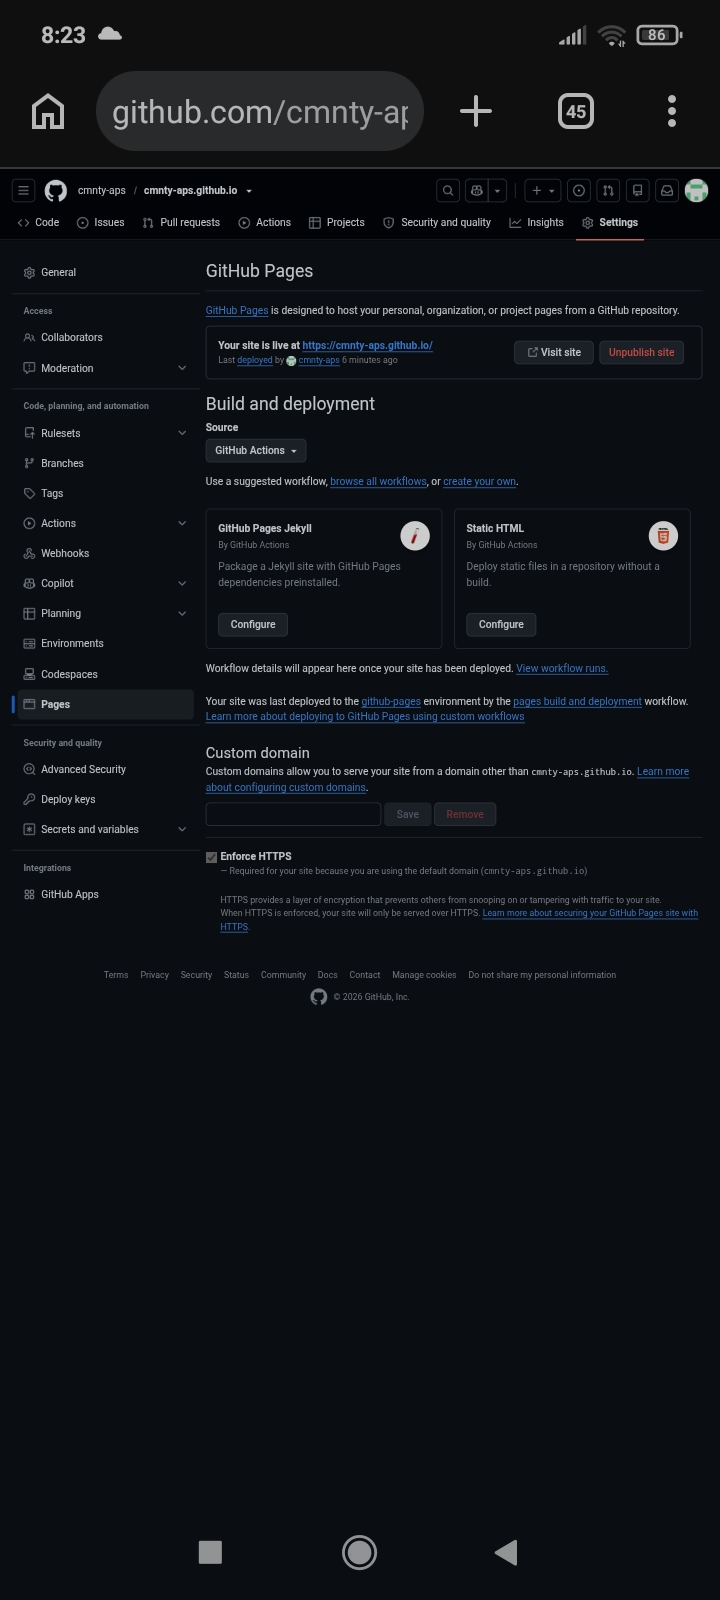 8:23
86
github.com/cmnty-ap
45
cmnty-aps / cmnty-aps.github.io
Code
Issues
Pull requests
Actions
Projects
Security and quality
Insights
Settings
General
Access
Collaborators
Moderation
Code, planning, and automation
Rulesets
Branches
Tags
Actions
Webhooks
Copilot
Planning
Environments
Codespaces
Pages
Security and quality
Advanced Security
Deploy keys
Secrets and variables
Integrations
GitHub Apps
GitHub Pages
GitHub Pages is designed to host your personal, organization, or project pages from a GitHub repository.
Your site is live at https://cmnty-aps.github.io/
Last deployed by cmnty-aps 6 minutes ago
Visit site
Unpublish site
Build and deployment
Source
GitHub Actions
Use a suggested workflow, browse all workflows, or create your own.
GitHub Pages Jekyll
By GitHub Actions
Package a Jekyll site with GitHub Pages
dependencies preinstalled.
Configure
Static HTML
By GitHub Actions
Deploy static files in a repository without a
build.
Configure
Workflow details will appear here once your site has been deployed. View workflow runs.
Your site was last deployed to the github-pages environment by the pages build and deployment workflow.
Learn more about deploying to GitHub Pages using custom workflows
Custom domain
Custom domains allow you to serve your site from a domain other than cmnty-aps.github.io. Learn more
about configuring custom domains.
Save
Remove
Enforce HTTPS
— Required for your site because you are using the default domain (cmnty-aps.github.io)
HTTPS provides a layer of encryption that prevents others from snooping on or tampering with traffic to your site.
When HTTPS is enforced, your site will only be served over HTTPS. Learn more about securing your GitHub Pages site with
HTTPS.
Terms
Privacy
Security
Status
Community
Docs
Contact
Manage cookies
Do not share my personal information
© 2026 GitHub, Inc.